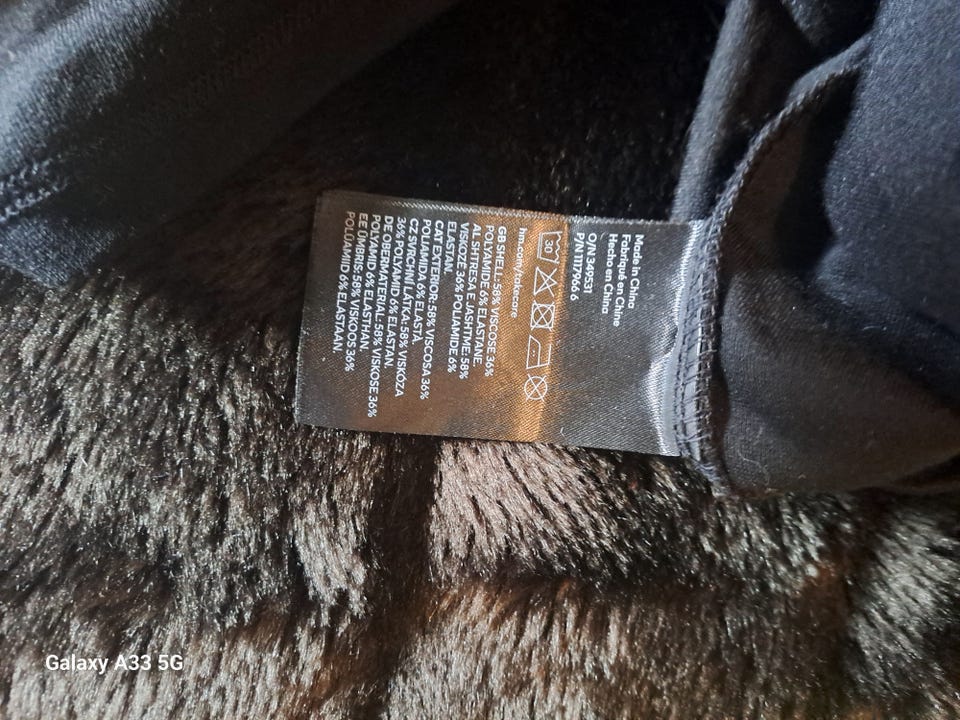 Made in China
Fabriqué en Chine
Hecho en China
O/N 349531
P/N 1117966 6
30
hm.com/takecare
GB SHELL: 58% VISCOSE 36%
POLYAMIDE 6% ELASTANE.
AL SHTRESA E JASHTME: 58%
VISKOZË 36% POLIAMIDE 6%
ELASTAN.
CAT EXTERIOR: 58% VISCOSA 36%
POLIAMIDA 6% ELASTÀ.
CZ SVRCHNÍ LÁTKA: 58% VISKÓZA
36% POLYAMID 6% ELASTAN.
DE OBERMATERIAL: 58% VISKOSE 36%
POLYAMID 6% ELASTHAN.
EE ÜMBRIS: 58% VISKOOS 36%
POLÜAMIID 6% ELASTAAN.
Galaxy A33 5G